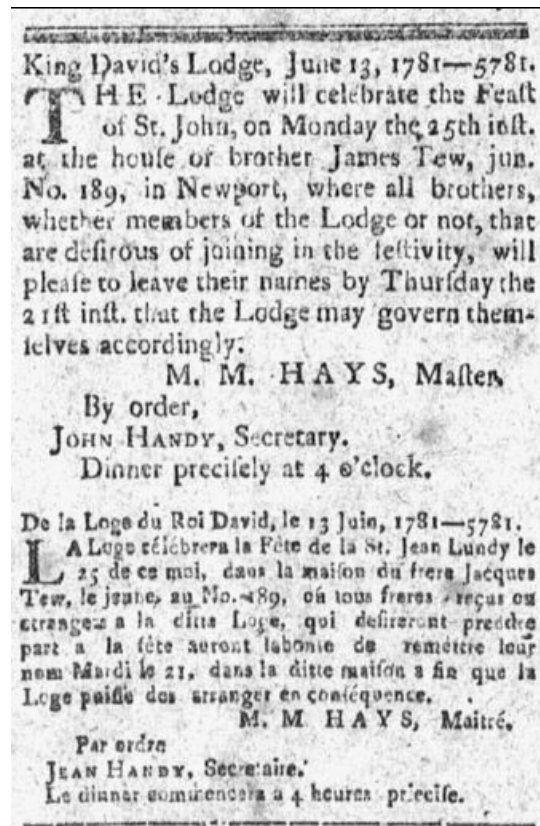 King David's Lodge, June 13, 1781—5781.
THE Lodge will celebrate the Feaſt
of St. John, on Monday the 25th inſt.
at the houſe of brother James Tew, jun.
No. 189, in Newport, where all brothers,
whether members of the Lodge or not, that
are deſirous of joining in the feſtivity, will
pleaſe to leave their names by Thurſday the
21ſt inſt. that the Lodge may govern them-
ſelves accordingly.
M. M. HAYS, Maſter.
By order,
JOHN HANDY, Secretary.
Dinner preciſely at 4 o'clock.
De la Loge du Roi David, le 13 Juin, 1781—5781.
LA Loge célébrera la Fête de la St. Jean Lundy le
25 de ce moi, dans la maiſon du frere Jacques
Tew, le jeune, au No. 189, où tous freres reçus ou
etrangers a la ditte Loge, qui deſireront prendre
part a la fête auront labonte de remettre leur
nom Mardi le 21, dans la ditte maiſon a fin que la
Loge puiſſe dos arranger en conſéquence.
M. M HAYS, Maitré.
Par ordre
JEAN HANDY, Secretaire.
Le dinner commencera a 4 heures préciſe.